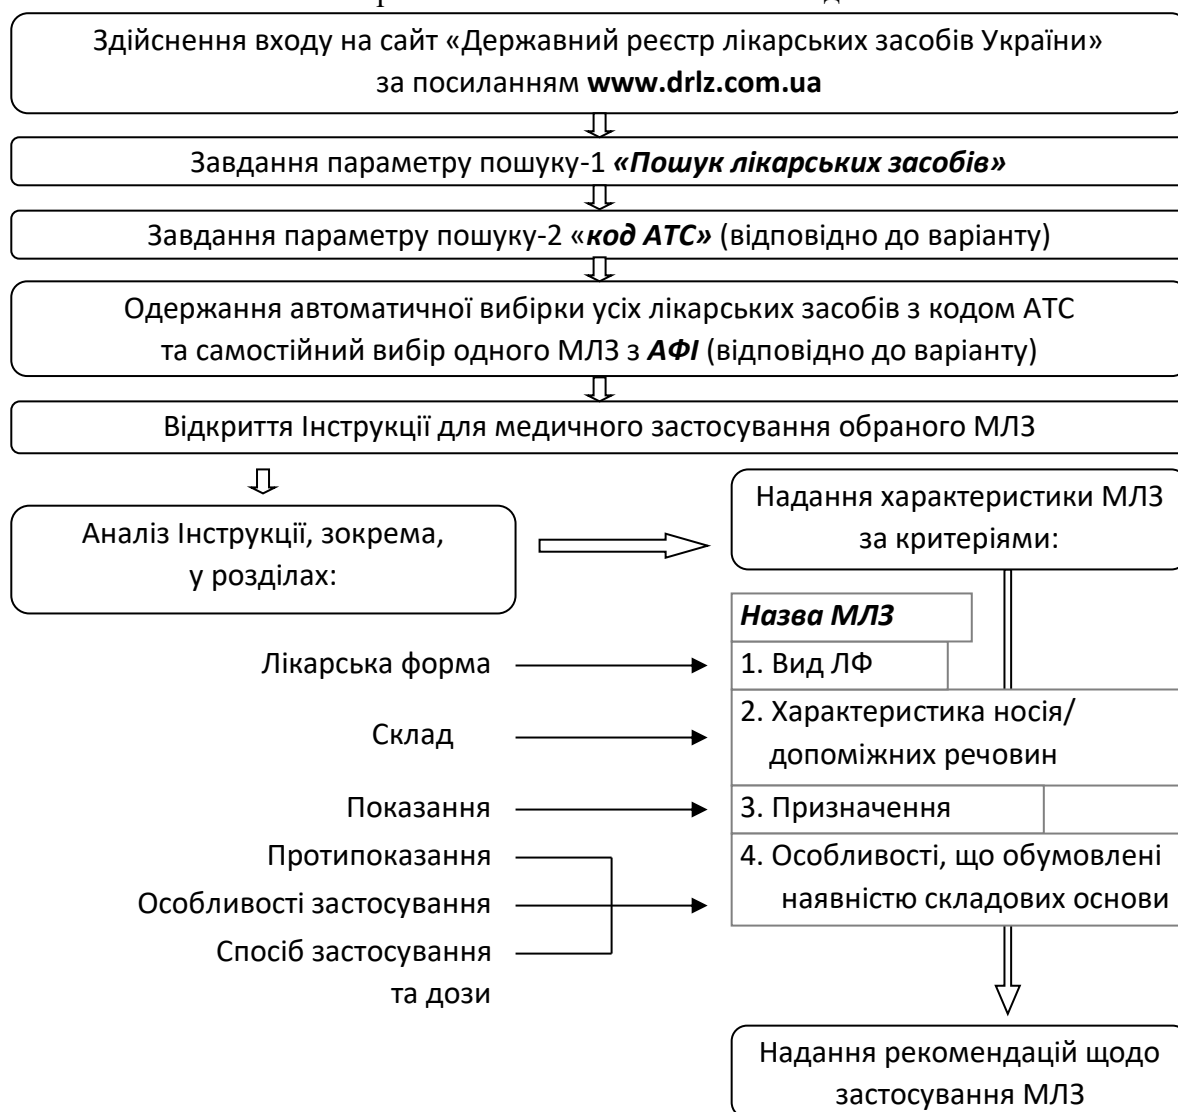 Здійснення входу на сайт «Державний реєстр лікарських засобів України»
за посиланням www.drlz.com.ua
Завдання параметру пошуку-1 «Пошук лікарських засобів»
Завдання параметру пошуку-2 «код АТС» (відповідно до варіанту)
Одержання автоматичної вибірки усіх лікарських засобів з кодом АТС
та самостійний вибір одного МЛЗ з АФІ (відповідно до варіанту)
Відкриття Інструкції для медичного застосування обраного МЛЗ
Аналіз Інструкції, зокрема,
у розділах:
Надання характеристики МЛЗ
за критеріями:
Назва МЛЗ
Лікарська форма
1. Вид ЛФ
Склад
2. Характеристика носія/
допоміжних речовин
Показання
3. Призначення
Протипоказання
Особливості застосування
Спосіб застосування
та дози
4. Особливості, що обумовлені
наявністю складових основи
Надання рекомендацій щодо
застосування МЛЗ